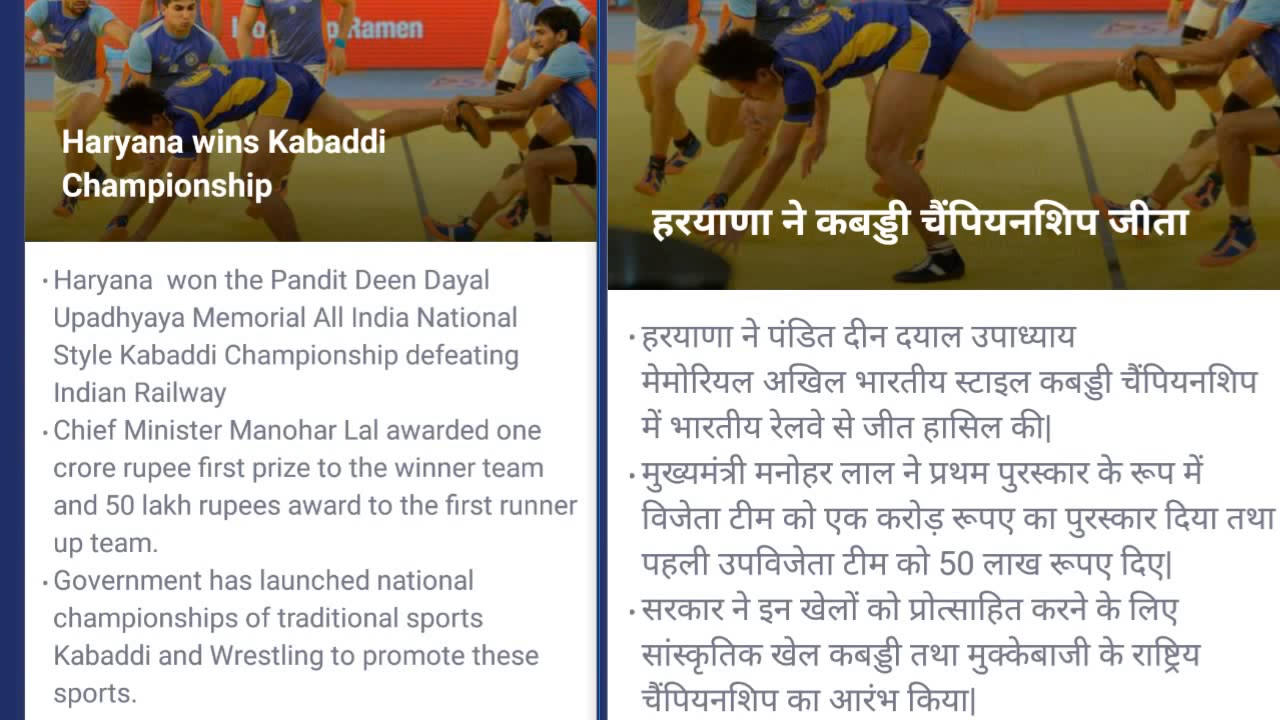 Ramen
Haryana wins Kabaddi
Championship
· Haryana won the Pandit Deen Dayal
Upadhyaya Memorial All India National
Style Kabaddi Championship defeating
Indian Railway
· Chief Minister Manohar Lal awarded one
crore rupee first prize to the winner team
and 50 lakh rupees award to the first runner
up team.
· Government has launched national
championships of traditional sports
Kabaddi and Wrestling to promote these
sports.
हरयाणा ने कबड्डी चैंपियनशिप जीता
· हरयाणा ने पंडित दीन दयाल उपाध्याय
मेमोरियल अखिल भारतीय स्टाइल कबड्डी चैंपियनशिप
में भारतीय रेलवे से जीत हासिल की|
· मुख्यमंत्री मनोहर लाल ने प्रथम पुरस्कार के रूप में
विजेता टीम को एक करोड़ रूपए का पुरस्कार दिया तथा
पहली उपविजेता टीम को 50 लाख रूपए दिए|
· सरकार ने इन खेलों को प्रोत्साहित करने के लिए
सांस्कृतिक खेल कबड्डी तथा मुक्केबाजी के राष्ट्रिय
चैंपियनशिप का आरंभ किया|